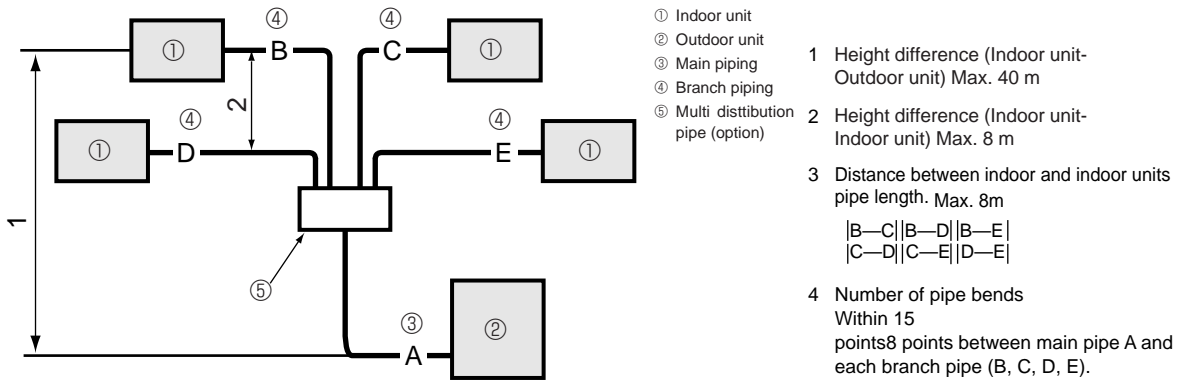 ④
④
①
B
C
①
2
④
④
①
D
E
①
1
⑤
③
②
A
① Indoor unit
② Outdoor unit
③ Main piping
④ Branch piping
⑤ Multi disttibution
pipe (option)
1 Height difference (Indoor unit-
Outdoor unit) Max. 40 m
2 Height difference (Indoor unit-
Indoor unit) Max. 8 m
3 Distance between indoor and indoor units
pipe length. Max. 8m
|B—C||B—D||B—E|
|C—D||C—E||D—E|
4 Number of pipe bends
Within 15
points8 points between main pipe A and
each branch pipe (B, C, D, E).